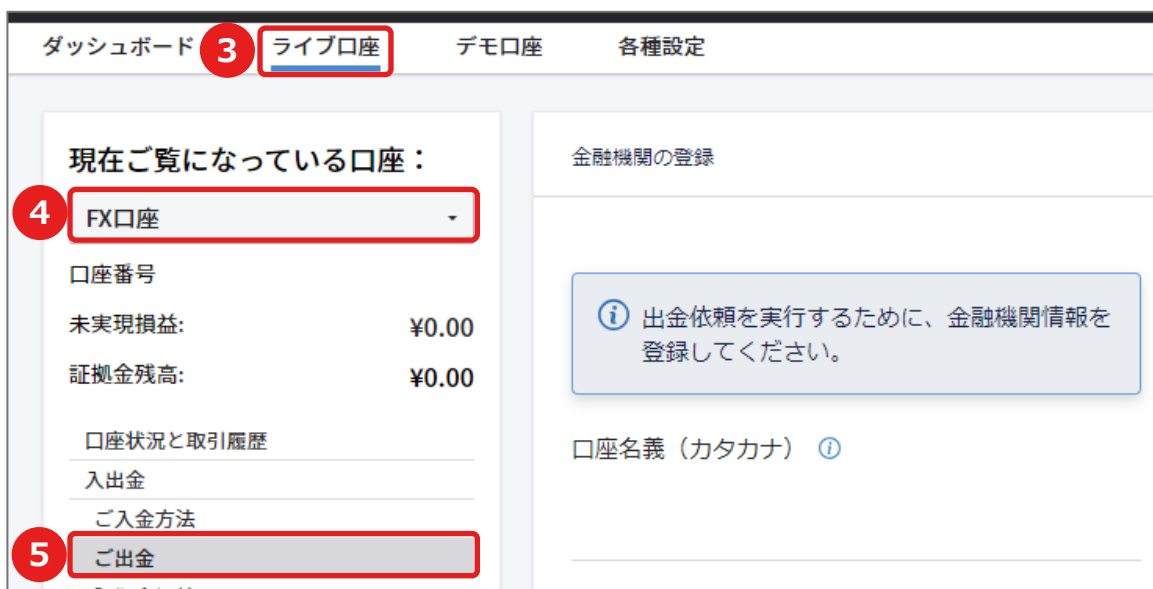 ダッシュボード 3 ライブ口座 デモ口座 各種設定
現在ご覧になっている口座：
4 FX口座
口座番号
未実現損益: ¥0.00
証拠金残高: ¥0.00
口座状況と取引履歴
入出金
ご入金方法
5 ご出金
金融機関の登録
出金依頼を実行するために、金融機関情報を
登録してください。
口座名義（カタカナ）